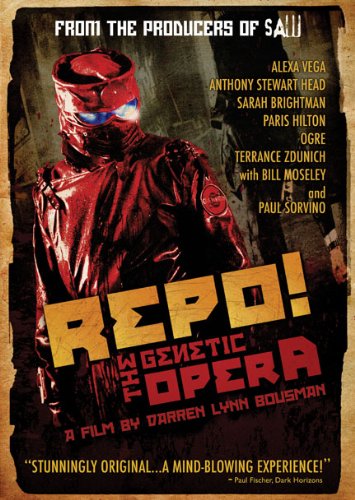 FROM THE PRODUCERS OF SAW
ALEXA VEGA
ANTHONY STEWART HEAD
SARAH BRIGHTMAN
PARIS HILTON
OGRE
TERRANCE ZDUNICH
with BILL MOSELEY
and
PAUL SORVINO
REPO!
THE GENETIC
OPERA
A FILM BY DARREN LYNN BOUSMAN
"STUNNINGLY ORIGINAL...A MIND-BLOWING EXPERIENCE!"
– Paul Fischer, Dark Horizons